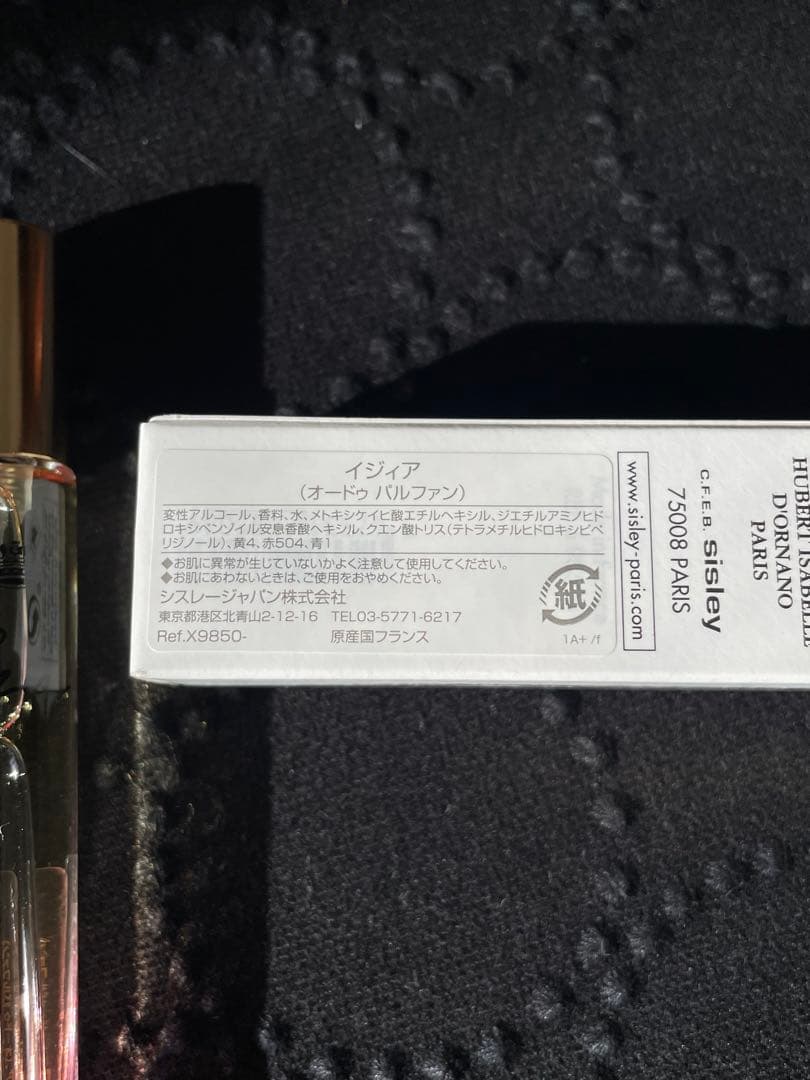 イジィア
(オードゥ パルファン)
変性アルコール、香料、水、メトキシケイヒ酸エチルヘキシル、ジエチルアミノヒド
ロキシベンゾイル安息香酸ヘキシル、クエン酸トリス(テトラメチルヒドロキシピペ
リジノール)、黄4、赤504、青1
◆お肌に異常が生じていないかよく注意して使用してください。
◆お肌にあわないときは、ご使用をおやめください。
シスレージャパン株式会社
東京都港区北青山2-12-16 TEL03-5771-6217
Ref.X9850- 原産国フランス
紙
1A+ /f
www.sisley-paris.com
C.F.E.B. sisley
75008 PARIS
HUBERT ISABELLE
D'ORNANO
PARIS